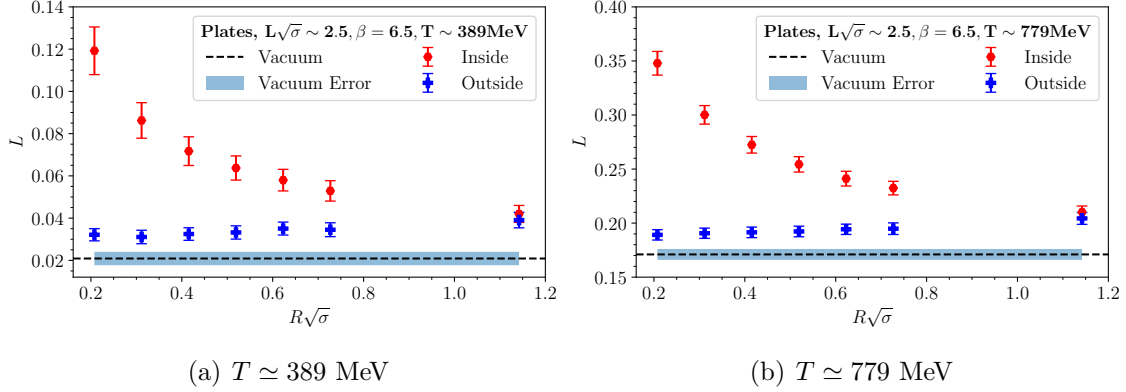 Plates, L√σ ∼ 2.5, β = 6.5, T ∼ 389MeV
Vacuum
Vacuum Error
Inside
Outside
0.14
0.12
0.10
0.08
0.06
0.04
0.02
L
0.2 0.4 0.6 0.8 1.0 1.2
R√σ
(a) T ≃ 389 MeV
Plates, L√σ ∼ 2.5, β = 6.5, T ∼ 779MeV
Vacuum
Vacuum Error
Inside
Outside
0.40
0.35
0.30
0.25
0.20
0.15
L
0.2 0.4 0.6 0.8 1.0 1.2
R√σ
(b) T ≃ 779 MeV